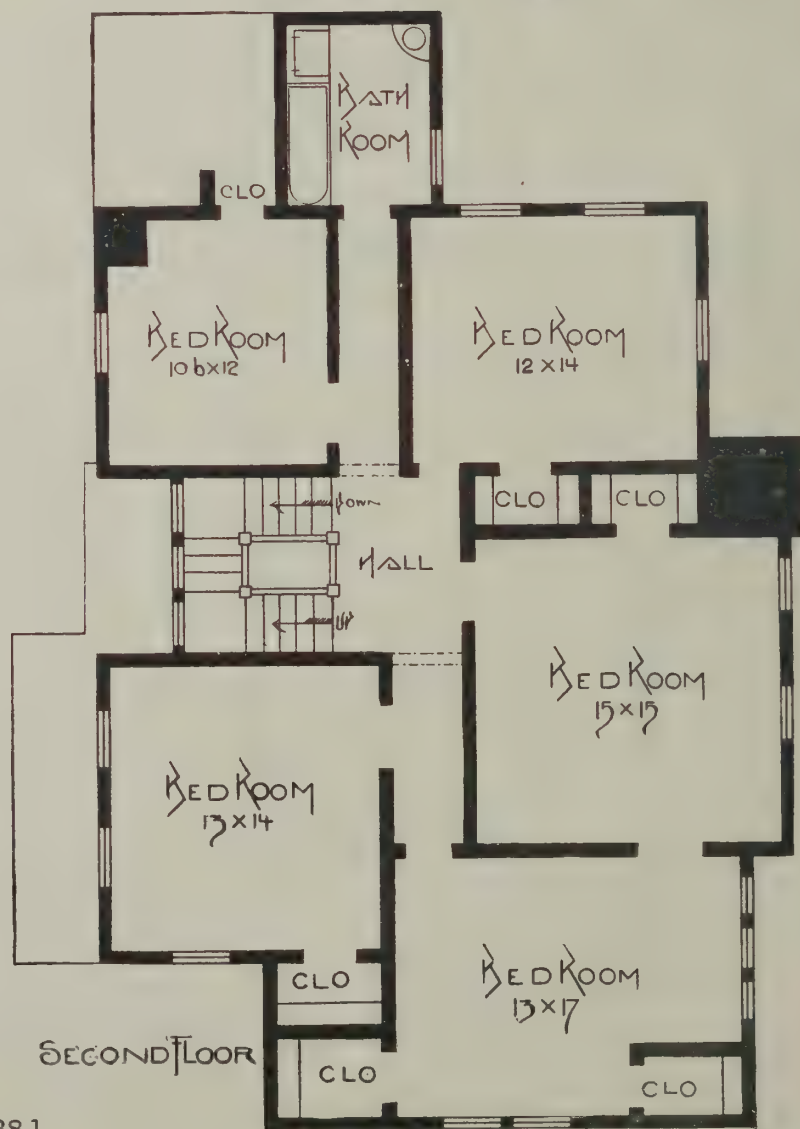 BATH
ROOM
CLO
BED ROOM
10 6 x 12
BED ROOM
12 x 14
CLO
CLO
DOWN
HALL
UP
BED ROOM
15 x 15
BED ROOM
13 x 14
BED ROOM
13 x 17
CLO
SECOND FLOOR
CLO
CLO